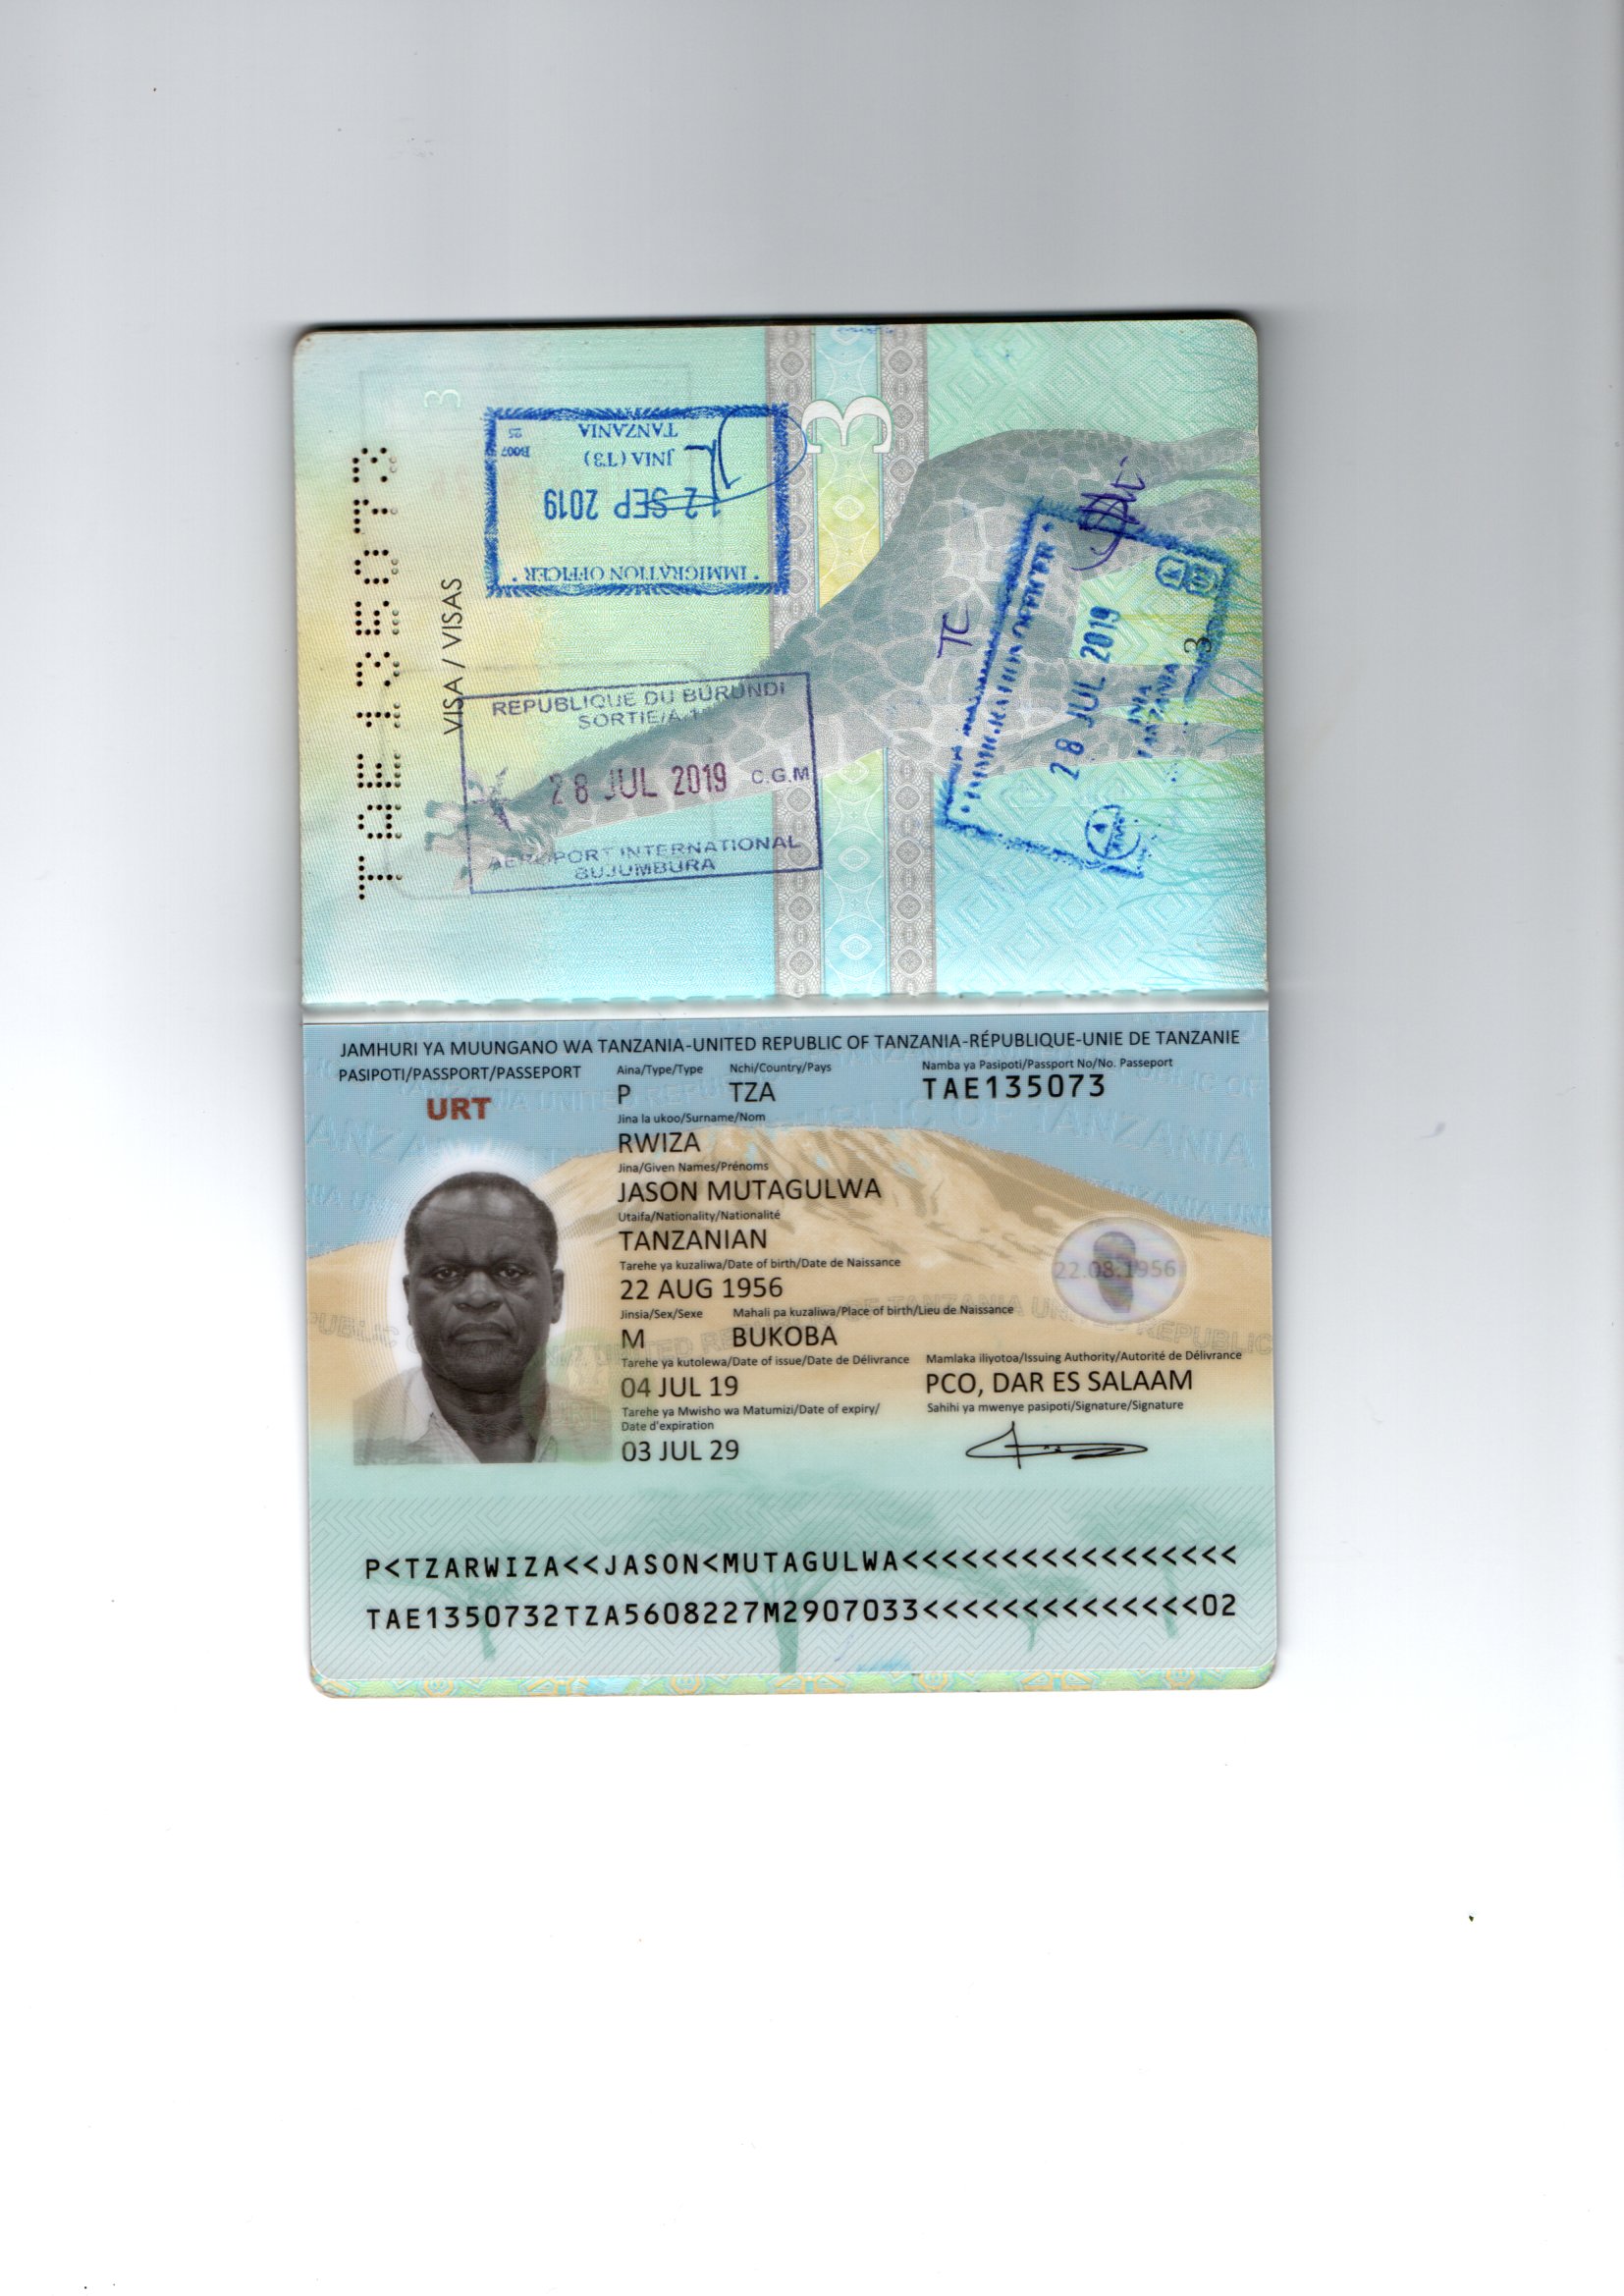 TAE135073
VISA / VISAS
3
3
3
* IMMIGRATION OFFICER *
2 SEP 2019
JNIA (T3)
TANZANIA
B007
25
REPUBLIQUE DU BURUNDI
SORTIE/A
28 JUL 2019 C.G.M
AEROPORT INTERNATIONAL
BUJUMBURA
TC
IMMIGRATION OFFICER
28 JUL 2019
JNIA
TANZANIA
JAMHURI YA MUUNGANO WA TANZANIA-UNITED REPUBLIC OF TANZANIA-RÉPUBLIQUE-UNIE DE TANZANIE
PASIPOTI/PASSPORT/PASSEPORT
Aina/Type/Type Nchi/Country/Pays Namba ya Pasipoti/Passport No/No. Passeport
P TZA TAE135073
URT
Jina la ukoo/Surname/Nom
RWIZA
Jina/Given Names/Prénoms
JASON MUTAGULWA
Utaifa/Nationality/Nationalité
TANZANIAN
Tarehe ya kuzaliwa/Date of birth/Date de Naissance
22 AUG 1956
22.08.1956
Jinsia/Sex/Sexe Mahali pa kuzaliwa/Place of birth/Lieu de Naissance
M BUKOBA
Tarehe ya kutolewa/Date of issue/Date de Délivrance Mamlaka iliyotoa/Issuing Authority/Autorité de Délivrance
04 JUL 19 PCO, DAR ES SALAAM
Tarehe ya Mwisho wa Matumizi/Date of expiry/ Sahihi ya mwenye pasipoti/Signature/Signature
Date d'expiration
03 JUL 29
P<TZARWIZA<<JASON<MUTAGULWA<<<<<<<<<<<<<<<<<
TAE1350732TZA5608227M2907033<<<<<<<<<<<<<<02